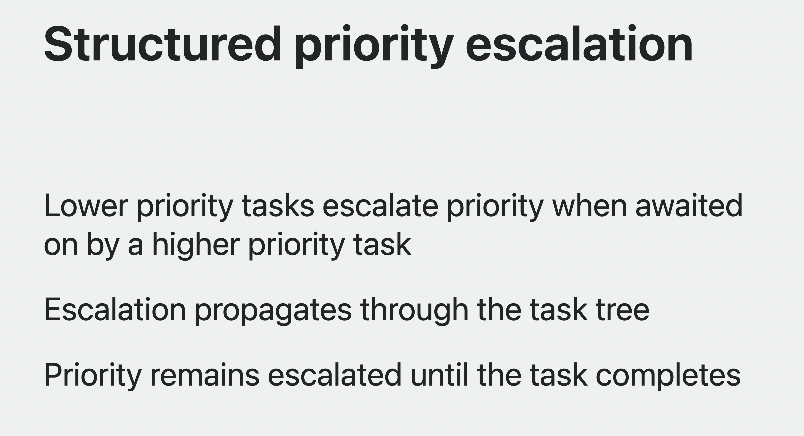 Structured priority escalation
Lower priority tasks escalate priority when awaited
on by a higher priority task
Escalation propagates through the task tree
Priority remains escalated until the task completes